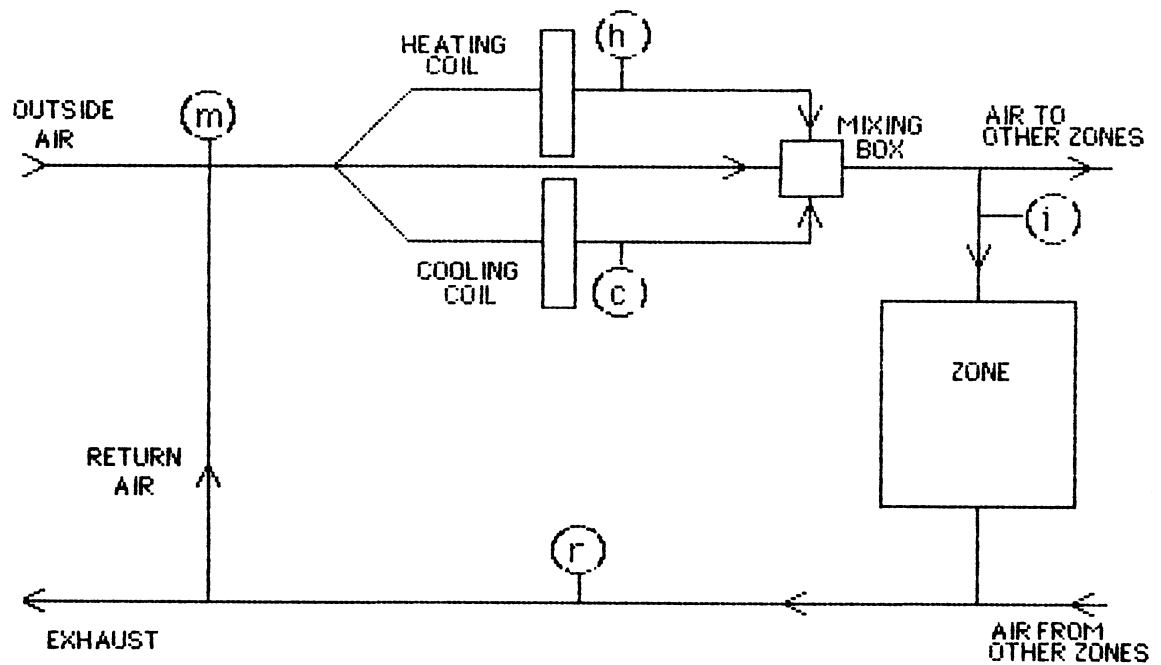 HEATING
COIL
(h)
OUTSIDE
AIR
(m)
MIXING
BOX
AIR TO
OTHER ZONES
(i)
COOLING
COIL
(c)
ZONE
RETURN
AIR
(r)
EXHAUST
AIR FROM
OTHER ZONES